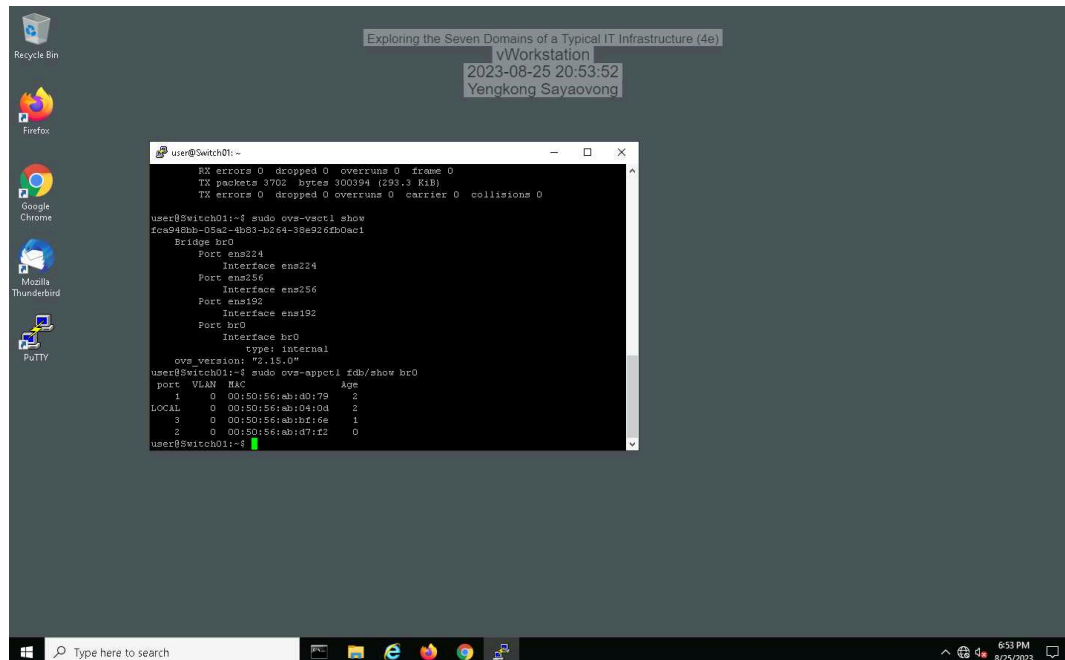 Exploring the Seven Domains of a Typical IT Infrastructure (4e)
vWorkstation
2023-08-25 20:53:52
Yengkong Sayaovong
Recycle Bin
Firefox
Google
Chrome
Mozilla
Thunderbird
PuTTY
user@Switch01: ~
RX errors 0 dropped 0 overruns 0 frame 0
TX packets 3702 bytes 300394 (293.3 KiB)
TX errors 0 dropped 0 overruns 0 carrier 0 collisions 0
user@Switch01:~$ sudo ovs-vsctl show
fca948bb-05a2-4b83-b264-38e926fb0ac1
Bridge br0
Port ens224
Interface ens224
Port ens256
Interface ens256
Port ens192
Interface ens192
Port br0
Interface br0
type: internal
ovs_version: "2.15.0"
user@Switch01:~$ sudo ovs-appctl fdb/show br0
port VLAN MAC Age
1 0 00:50:56:ab:d0:79 2
LOCAL 0 00:50:56:ab:04:0d 2
3 0 00:50:56:ab:bf:6e 1
2 0 00:50:56:ab:d7:f2 0
user@Switch01:~$
Type here to search
6:53 PM
8/25/2023